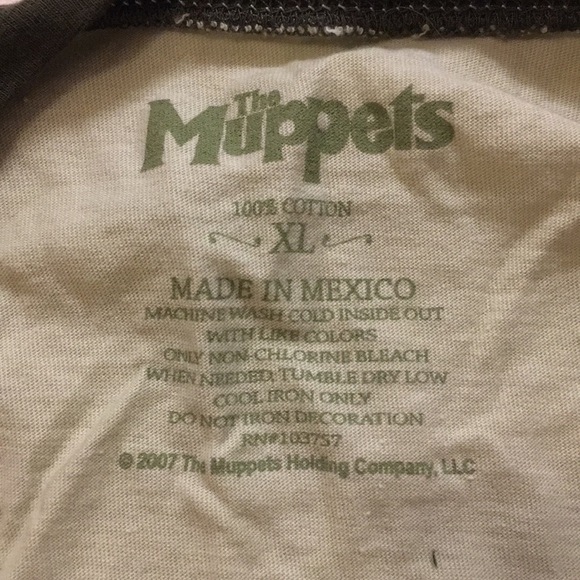 The
Muppets
100% COTTON
XL
MADE IN MEXICO
MACHINE WASH COLD INSIDE OUT
WITH LIKE COLORS
ONLY NON-CHLORINE BLEACH
WHEN NEEDED. TUMBLE DRY LOW
COOL IRON ONLY
DO NOT IRON DECORATION
RN#103757
© 2007 The Muppets Holding Company, LLC